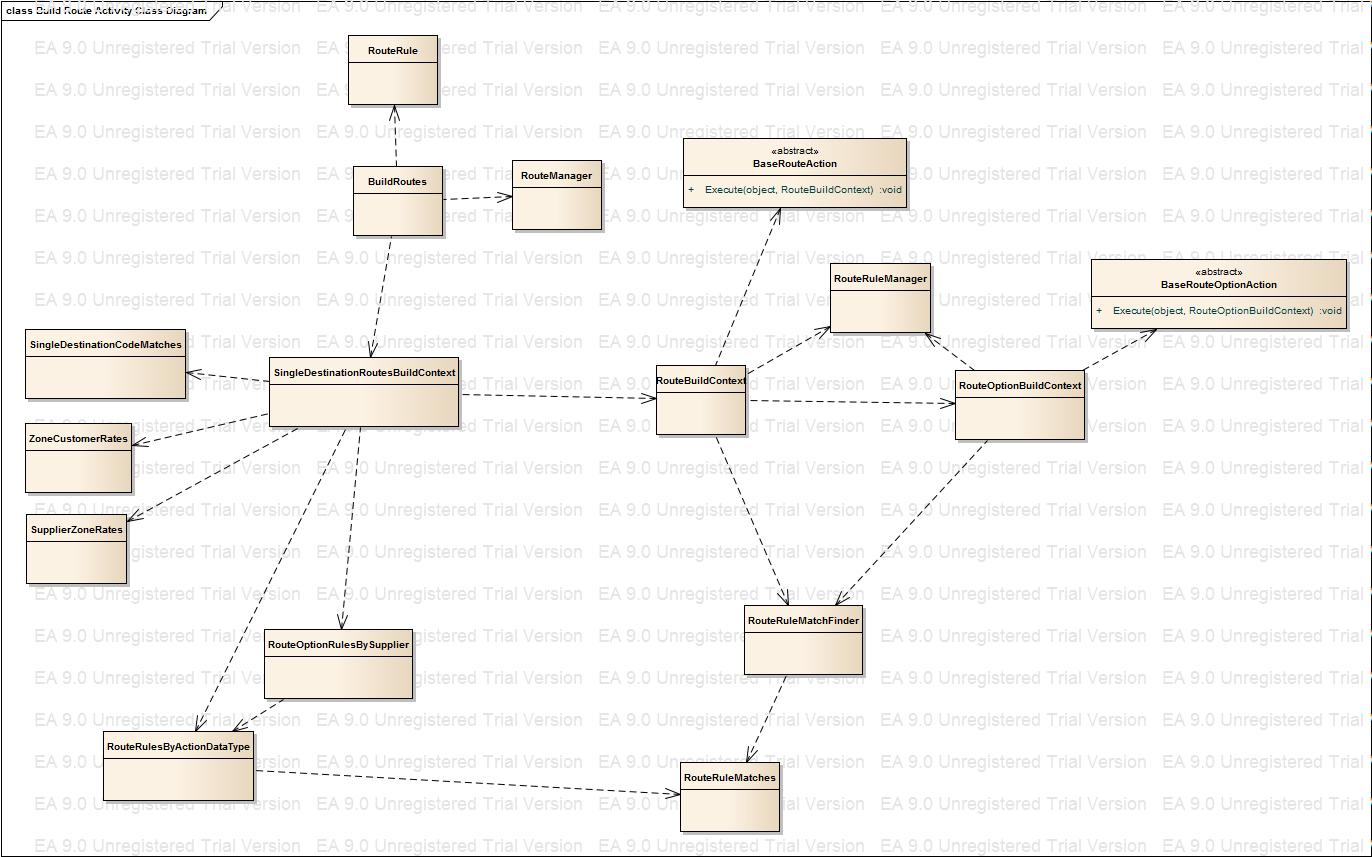 class Build Route Activity Class Diagram
RouteRule
BuildRoutes
RouteManager
«abstract»
BaseRouteAction
+ Execute(object, RouteBuildContext) :void
RouteRuleManager
«abstract»
BaseRouteOptionAction
+ Execute(object, RouteOptionBuildContext) :void
SingleDestinationCodeMatches
SingleDestinationRoutesBuildContext
RouteBuildContext
RouteOptionBuildContext
ZoneCustomerRates
SupplierZoneRates
RouteRuleMatchFinder
RouteOptionRulesBySupplier
RouteRulesByActionDataType
RouteRuleMatches
EA 9.0 Unregistered Trial Version